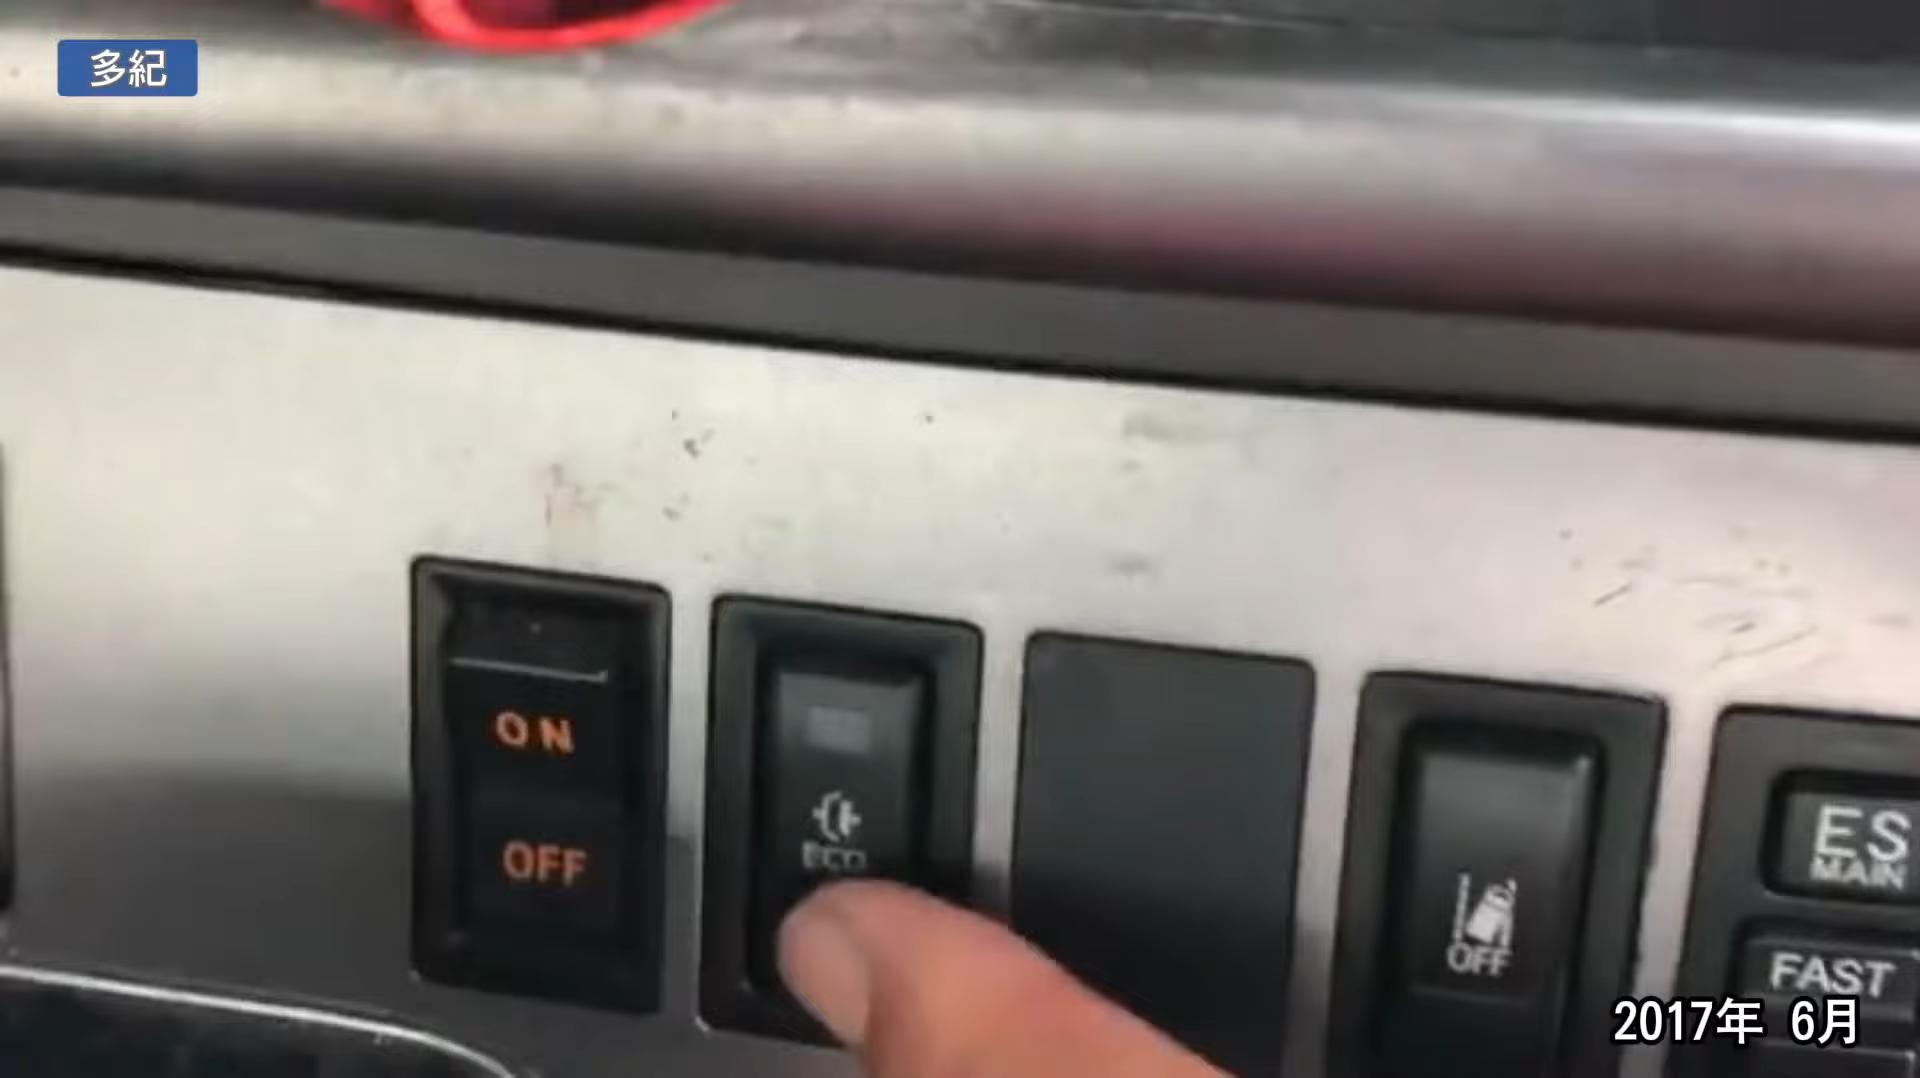 多紀
ON
OFF
ECO
OFF
ES
MAIN
FAST
2017年 6月